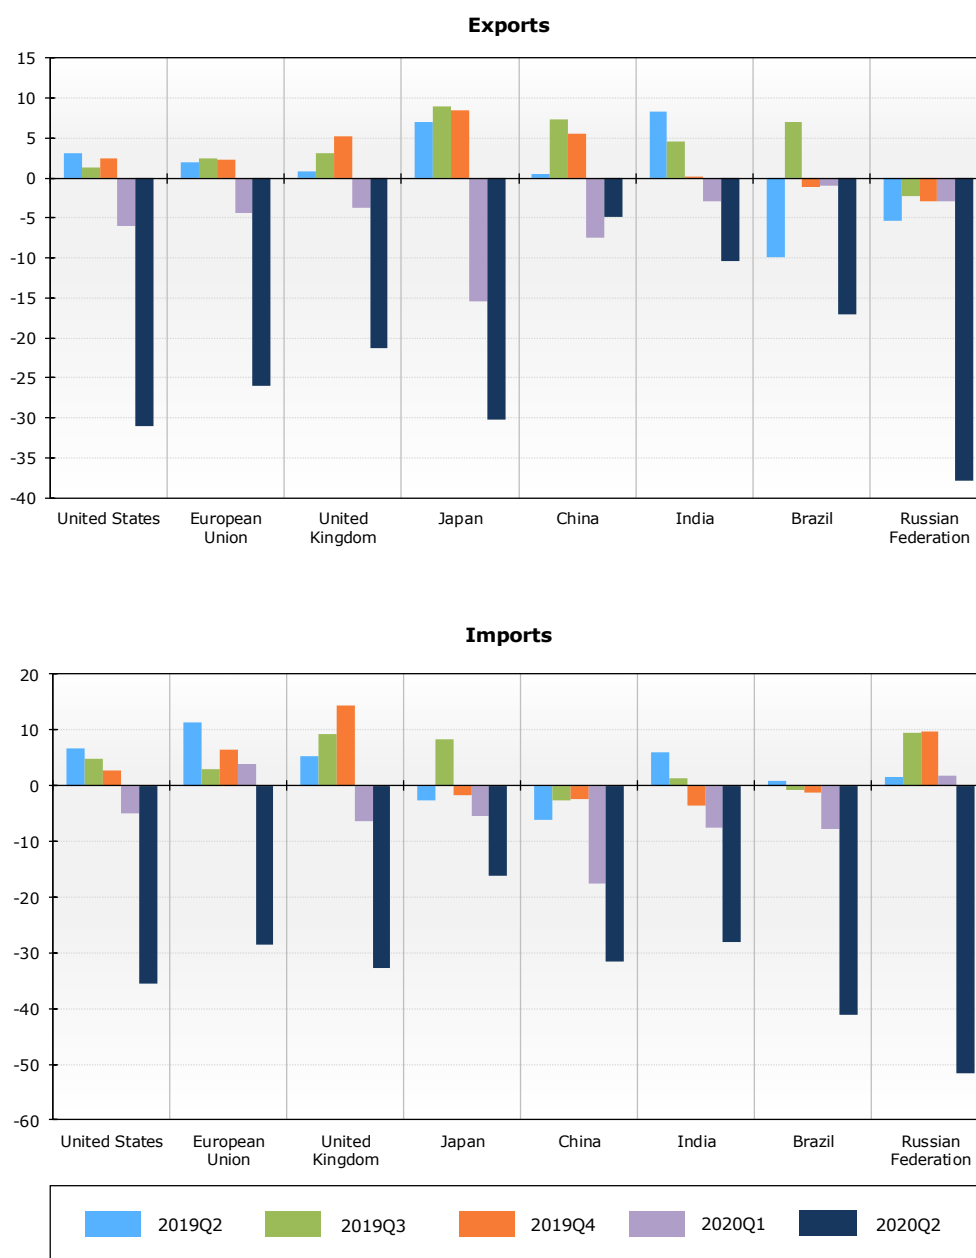 Exports
15
10
5
0
-5
-10
-15
-20
-25
-30
-35
-40
United States
European
Union
United
Kingdom
Japan
China
India
Brazil
Russian
Federation
Imports
20
10
0
-10
-20
-30
-40
-50
-60
United States
European
Union
United
Kingdom
Japan
China
India
Brazil
Russian
Federation
2019Q2
2019Q3
2019Q4
2020Q1
2020Q2